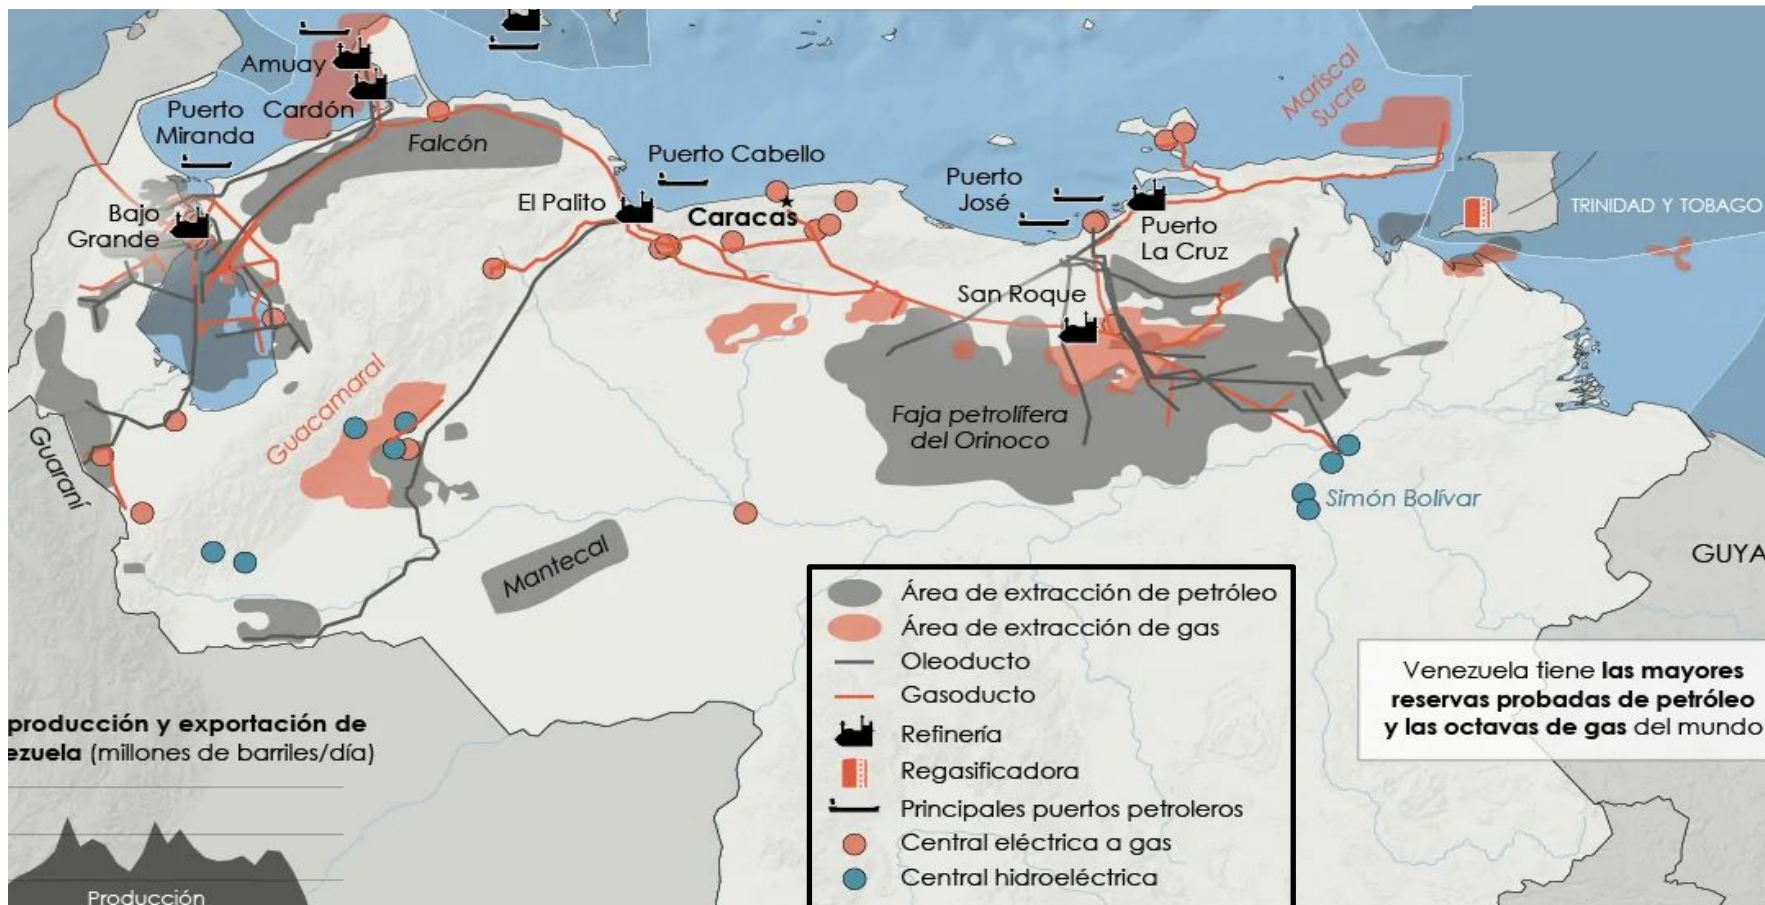 Amuay
Puerto
Miranda
Cardón
Falcón
Mariscal
Sucre
Puerto Cabello
El Palito
Caracas
Puerto
José
Puerto
La Cruz
TRINIDAD Y TOBAGO
Bajo
Grande
San Roque
Guacamaral
Guaraní
Faja petrolífera
del Orinoco
Simón Bolívar
Mantecal
GUYA
Área de extracción de petróleo
Área de extracción de gas
Oleoducto
Gasoducto
Refinería
Regasificadora
Principales puertos petroleros
Central eléctrica a gas
Central hidroeléctrica
Venezuela tiene las mayores
reservas probadas de petróleo
y las octavas de gas del mundo
producción y exportación de
ezuela (millones de barriles/día)
Producción